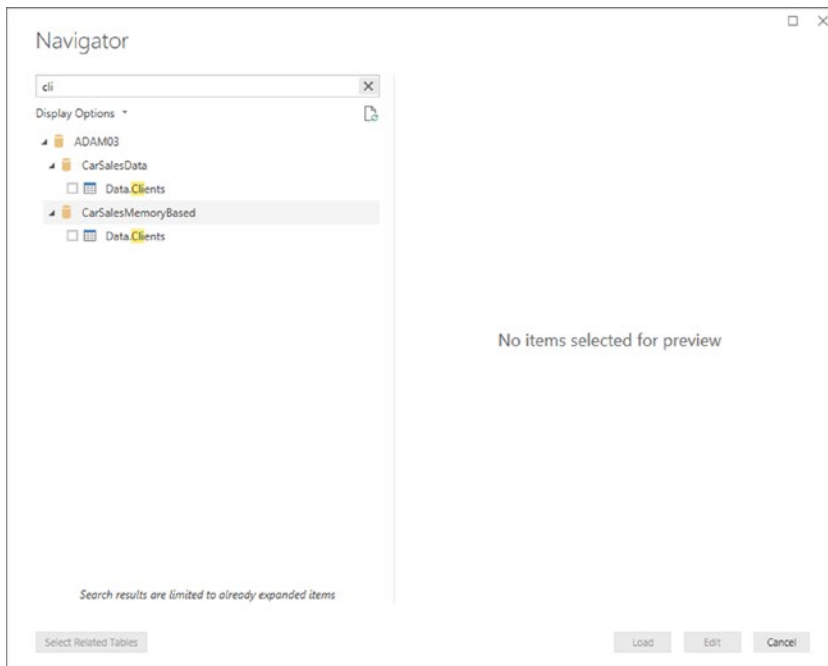 Navigator
cli
Display Options
ADAM03
CarSalesData
Data.Clients
CarSalesMemoryBased
Data.Clients
No items selected for preview
Search results are limited to already expanded items
Select Related Tables Load Edit Cancel